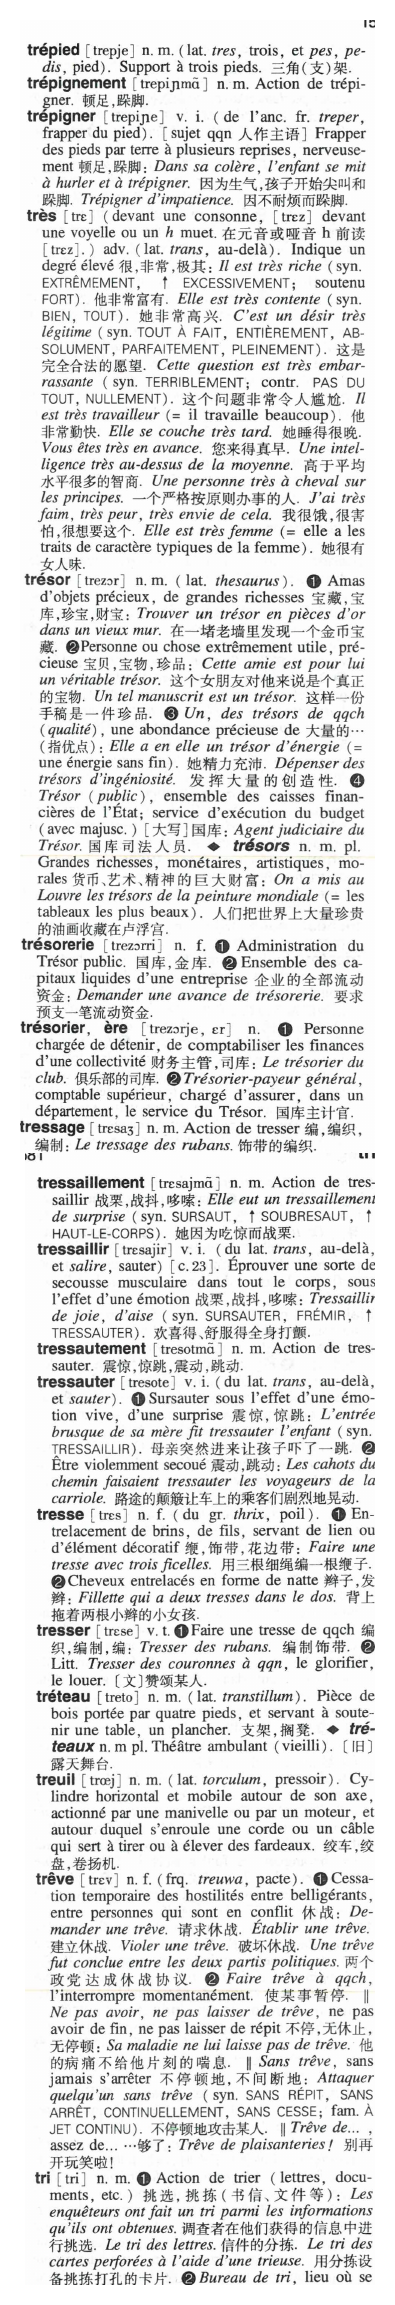 15
trépied [trepje] n. m. (lat. tres, trois, et pes, pe-
dis, pied). Support à trois pieds. 三角(支)架.
trépignement [trepiɲmɑ̃] n. m. Action de trépi-
gner. 顿足,跺脚.
trépigner [trepiɲe] v. i. (de l'anc. fr. treper,
frapper du pied). [sujet qqn 人作主语] Frapper
des pieds par terre à plusieurs reprises, nerveuse-
ment 顿足,跺脚: Dans sa colère, l'enfant se mit
à hurler et à trépigner. 因为生气,孩子开始尖叫和
跺脚. Trépigner d'impatience. 因不耐烦而跺脚.
très [trɛ] (devant une consonne, [trɛz] devant
une voyelle ou un h muet. 在元音或哑音 h 前读
[trɛz].) adv. (lat. trans, au-delà). Indique un
degré élevé 很,非常,极其: Il est très riche (syn.
EXTRÊMEMENT, ↑ EXCESSIVEMENT; soutenu
FORT). 他非常富有. Elle est très contente (syn.
BIEN, TOUT). 她非常高兴. C'est un désir très
légitime (syn. TOUT À FAIT, ENTIÈREMENT, AB-
SOLUMENT, PARFAITEMENT, PLEINEMENT). 这是
完全合法的愿望. Cette question est très embar-
rassante (syn. TERRIBLEMENT; contr. PAS DU
TOUT, NULLEMENT). 这个问题非常令人尴尬. Il
est très travailleur (= il travaille beaucoup). 他
非常勤快. Elle se couche très tard. 她睡得很晚.
Vous êtes très en avance. 您来得真早. Une intel-
ligence très au-dessus de la moyenne. 高于平均
水平很多的智商. Une personne très à cheval sur
les principes. 一个严格按原则办事的人. J'ai très
faim, très peur, très envie de cela. 我很饿,很害
怕,很想要这个. Elle est très femme (= elle a les
traits de caractère typiques de la femme). 她很有
女人味.
trésor [trezɔr] n. m. (lat. thesaurus). ❶ Amas
d'objets précieux, de grandes richesses 宝藏,宝
库,珍宝,财宝: Trouver un trésor en pièces d'or
dans un vieux mur. 在一堵老墙里发现一个金币宝
藏. ❷Personne ou chose extrêmement utile, pré-
cieuse 宝贝,宝物,珍品: Cette amie est pour lui
un véritable trésor. 这个女朋友对他来说是个真正
的宝物. Un tel manuscrit est un trésor. 这样一份
手稿是一件珍品. ❸ Un, des trésors de qqch
(qualité), une abondance précieuse de 大量的…
(指优点): Elle a en elle un trésor d'énergie (=
une énergie sans fin). 她精力充沛. Dépenser des
trésors d'ingéniosité. 发挥大量的创造性. ❹
Trésor (public), ensemble des caisses finan-
cières de l'État; service d'exécution du budget
(avec majusc.) [大写]国库: Agent judiciaire du
Trésor. 国库司法人员. ◆ trésors n. m. pl.
Grandes richesses, monétaires, artistiques, mo-
rales 货币、艺术、精神的巨大财富: On a mis au
Louvre les trésors de la peinture mondiale (= les
tableaux les plus beaux). 人们把世界上大量珍贵
的油画收藏在卢浮宫.
trésorerie [trezɔrri] n. f. ❶ Administration du
Trésor public. 国库,金库. ❷ Ensemble des ca-
pitaux liquides d'une entreprise 企业的全部流动
资金: Demander une avance de trésorerie. 要求
预支一笔流动资金.
trésorier, ère [trezɔrje, ɛr] n. ❶ Personne
chargée de détenir, de comptabiliser les finances
d'une collectivité 财务主管,司库: Le trésorier du
club. 俱乐部的司库. ❷Trésorier-payeur général,
comptable supérieur, chargé d'assurer, dans un
département, le service du Trésor. 国库主计官.
tressage [trɛsaʒ] n. m. Action de tresser 编,编织,
编制: Le tressage des rubans. 饰带的编织.
tressaillement [trɛsajmɑ̃] n. m. Action de tres-
saillir 战栗,战抖,哆嗦: Elle eut un tressaillement
de surprise (syn. SURSAUT, ↑ SOUBRESAUT, ↑
HAUT-LE-CORPS). 她因为吃惊而战栗.
tressaillir [trɛsajir] v. i. (du lat. trans, au-delà,
et salire, sauter) [c. 23]. Éprouver une sorte de
secousse musculaire dans tout le corps, sous
l'effet d'une émotion 战栗,战抖,哆嗦: Tressaillir
de joie, d'aise (syn. SURSAUTER, FRÉMIR, ↑
TRESSAUTER). 欢喜得、舒服得全身打颤.
tressautement [trɛsotmɑ̃] n. m. Action de tres-
sauter. 震惊,惊跳,震动,跳动.
tressauter [trɛsote] v. i. (du lat. trans, au-delà,
et sauter). ❶ Sursauter sous l'effet d'une émo-
tion vive, d'une surprise 震惊,惊跳: L'entrée
brusque de sa mère fit tressauter l'enfant (syn.
TRESSAILLIR). 母亲突然进来让孩子吓了一跳. ❷
Être violemment secoué 震动,跳动: Les cahots du
chemin faisaient tressauter les voyageurs de la
carriole. 路途的颠簸让车上的乘客们剧烈地晃动.
tresse [trɛs] n. f. (du gr. thrix, poil). ❶ En-
trelacement de brins, de fils, servant de lien ou
d'élément décoratif 缏,饰带,花边带: Faire une
tresse avec trois ficelles. 用三根细绳编一根缏子.
❷Cheveux entrelacés en forme de natte 辫子,发
辫: Fillette qui a deux tresses dans le dos. 背上
拖着两根小辫的小女孩.
tresser [trɛse] v. t. ❶Faire une tresse de qqch 编
织,编制,编: Tresser des rubans. 编制饰带. ❷
Litt. Tresser des couronnes à qqn, le glorifier,
le louer. [文]赞颂某人.
tréteau [treto] n. m. (lat. transtillum). Pièce de
bois portée par quatre pieds, et servant à soute-
nir une table, un plancher. 支架,搁凳. ◆ tré-
teaux n. m pl. Théâtre ambulant (vieilli). [旧]
露天舞台.
treuil [trœj] n. m. (lat. torculum, pressoir). Cy-
lindre horizontal et mobile autour de son axe,
actionné par une manivelle ou par un moteur, et
autour duquel s'enroule une corde ou un câble
qui sert à tirer ou à élever des fardeaux. 绞车,绞
盘,卷扬机.
trêve [trɛv] n. f. (frq. treuwa, pacte). ❶Cessa-
tion temporaire des hostilités entre belligérants,
entre personnes qui sont en conflit 休战: De-
mander une trêve. 请求休战. Établir une trêve.
建立休战. Violer une trêve. 破坏休战. Une trêve
fut conclue entre les deux partis politiques. 两个
政党达成休战协议. ❷ Faire trêve à qqch,
l'interrompre momentanément. 使某事暂停. ‖
Ne pas avoir, ne pas laisser de trêve, ne pas
avoir de fin, ne pas laisser de répit 不停,无休止,
无停顿: Sa maladie ne lui laisse pas de trêve. 他
的病痛不给他片刻的喘息. ‖ Sans trêve, sans
jamais s'arrêter 不停顿地,不间断地: Attaquer
quelqu'un sans trêve (syn. SANS RÉPIT, SANS
ARRÊT, CONTINUELLEMENT, SANS CESSE; fam. À
JET CONTINU). 不停顿地攻击某人. ‖ Trêve de...,
assez de... …够了: Trêve de plaisanteries! 别再
开玩笑啦!
tri [tri] n. m. ❶ Action de trier (lettres, docu-
ments, etc.) 挑选,挑拣(书信、文件等): Les
enquêteurs ont fait un tri parmi les informations
qu'ils ont obtenues. 调查者在他们获得的信息中进
行挑选. Le tri des lettres. 信件的分拣. Le tri des
cartes perforées à l'aide d'une trieuse. 用分拣设
备挑拣打孔的卡片. ❷ Bureau de tri, lieu où se